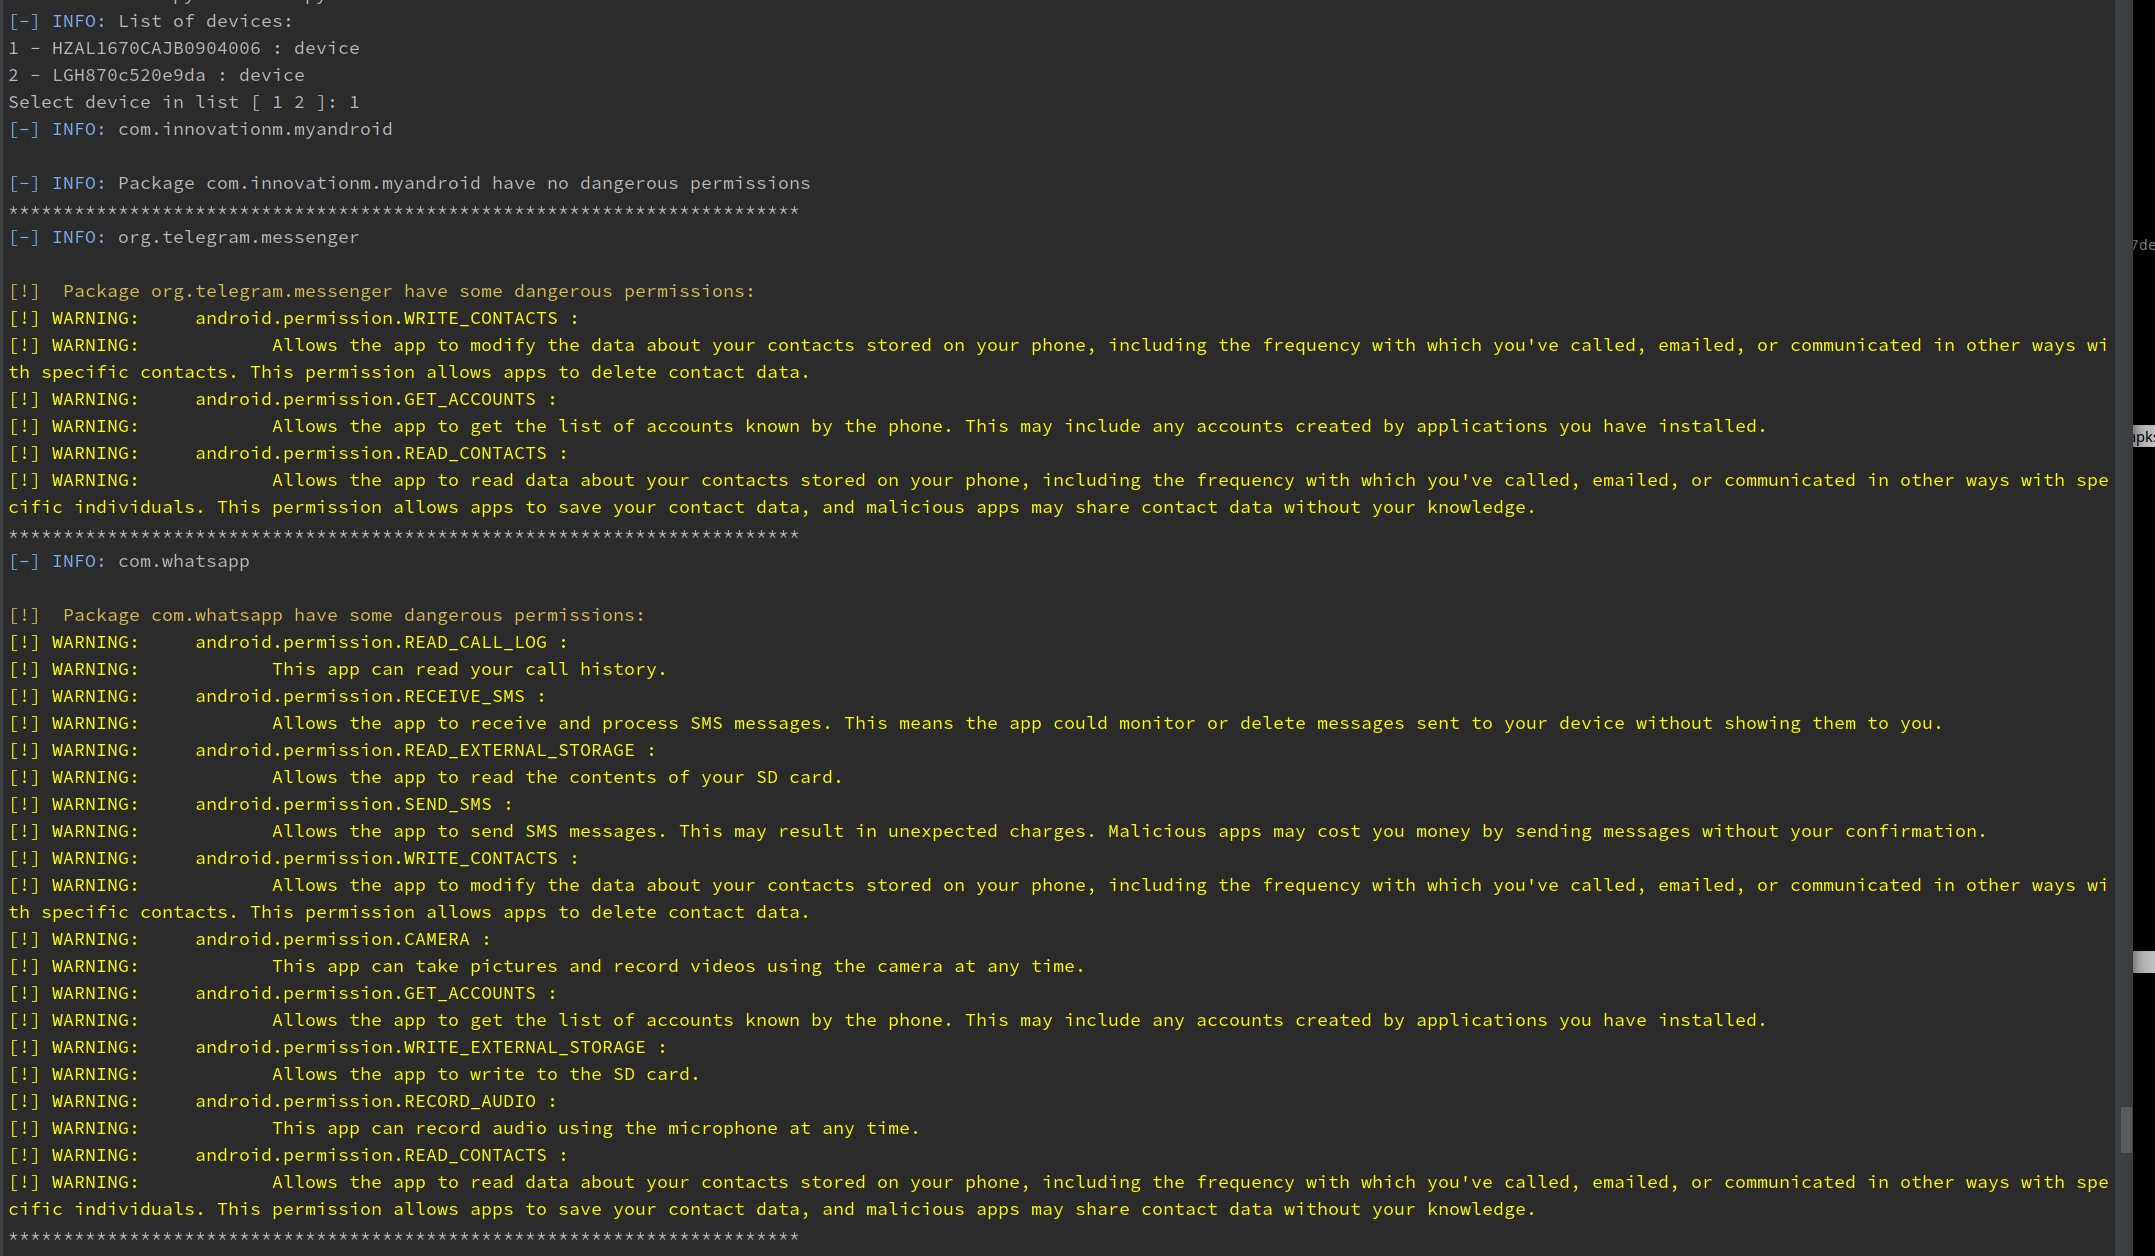 [-] INFO: List of devices:
1 - HZAL1670CAJB0904006 : device
2 - LGH870c520e9da : device
Select device in list [ 1 2 ]: 1
[-] INFO: com.innovationm.myandroid
[-] INFO: Package com.innovationm.myandroid have no dangerous permissions
************************************************************************
[-] INFO: org.telegram.messenger
[!]  Package org.telegram.messenger have some dangerous permissions:
[!] WARNING:     android.permission.WRITE_CONTACTS :
[!] WARNING:            Allows the app to modify the data about your contacts stored on your phone, including the frequency with which you've called, emailed, or communicated in other ways wi
th specific contacts. This permission allows apps to delete contact data.
[!] WARNING:     android.permission.GET_ACCOUNTS :
[!] WARNING:            Allows the app to get the list of accounts known by the phone. This may include any accounts created by applications you have installed.
[!] WARNING:     android.permission.READ_CONTACTS :
[!] WARNING:            Allows the app to read data about your contacts stored on your phone, including the frequency with which you've called, emailed, or communicated in other ways with spe
cific individuals. This permission allows apps to save your contact data, and malicious apps may share contact data without your knowledge.
************************************************************************
[-] INFO: com.whatsapp
[!]  Package com.whatsapp have some dangerous permissions:
[!] WARNING:     android.permission.READ_CALL_LOG :
[!] WARNING:            This app can read your call history.
[!] WARNING:     android.permission.RECEIVE_SMS :
[!] WARNING:            Allows the app to receive and process SMS messages. This means the app could monitor or delete messages sent to your device without showing them to you.
[!] WARNING:     android.permission.READ_EXTERNAL_STORAGE :
[!] WARNING:            Allows the app to read the contents of your SD card.
[!] WARNING:     android.permission.SEND_SMS :
[!] WARNING:            Allows the app to send SMS messages. This may result in unexpected charges. Malicious apps may cost you money by sending messages without your confirmation.
[!] WARNING:     android.permission.WRITE_CONTACTS :
[!] WARNING:            Allows the app to modify the data about your contacts stored on your phone, including the frequency with which you've called, emailed, or communicated in other ways wi
th specific contacts. This permission allows apps to delete contact data.
[!] WARNING:     android.permission.CAMERA :
[!] WARNING:            This app can take pictures and record videos using the camera at any time.
[!] WARNING:     android.permission.GET_ACCOUNTS :
[!] WARNING:            Allows the app to get the list of accounts known by the phone. This may include any accounts created by applications you have installed.
[!] WARNING:     android.permission.WRITE_EXTERNAL_STORAGE :
[!] WARNING:            Allows the app to write to the SD card.
[!] WARNING:     android.permission.RECORD_AUDIO :
[!] WARNING:            This app can record audio using the microphone at any time.
[!] WARNING:     android.permission.READ_CONTACTS :
[!] WARNING:            Allows the app to read data about your contacts stored on your phone, including the frequency with which you've called, emailed, or communicated in other ways with spe
cific individuals. This permission allows apps to save your contact data, and malicious apps may share contact data without your knowledge.
************************************************************************